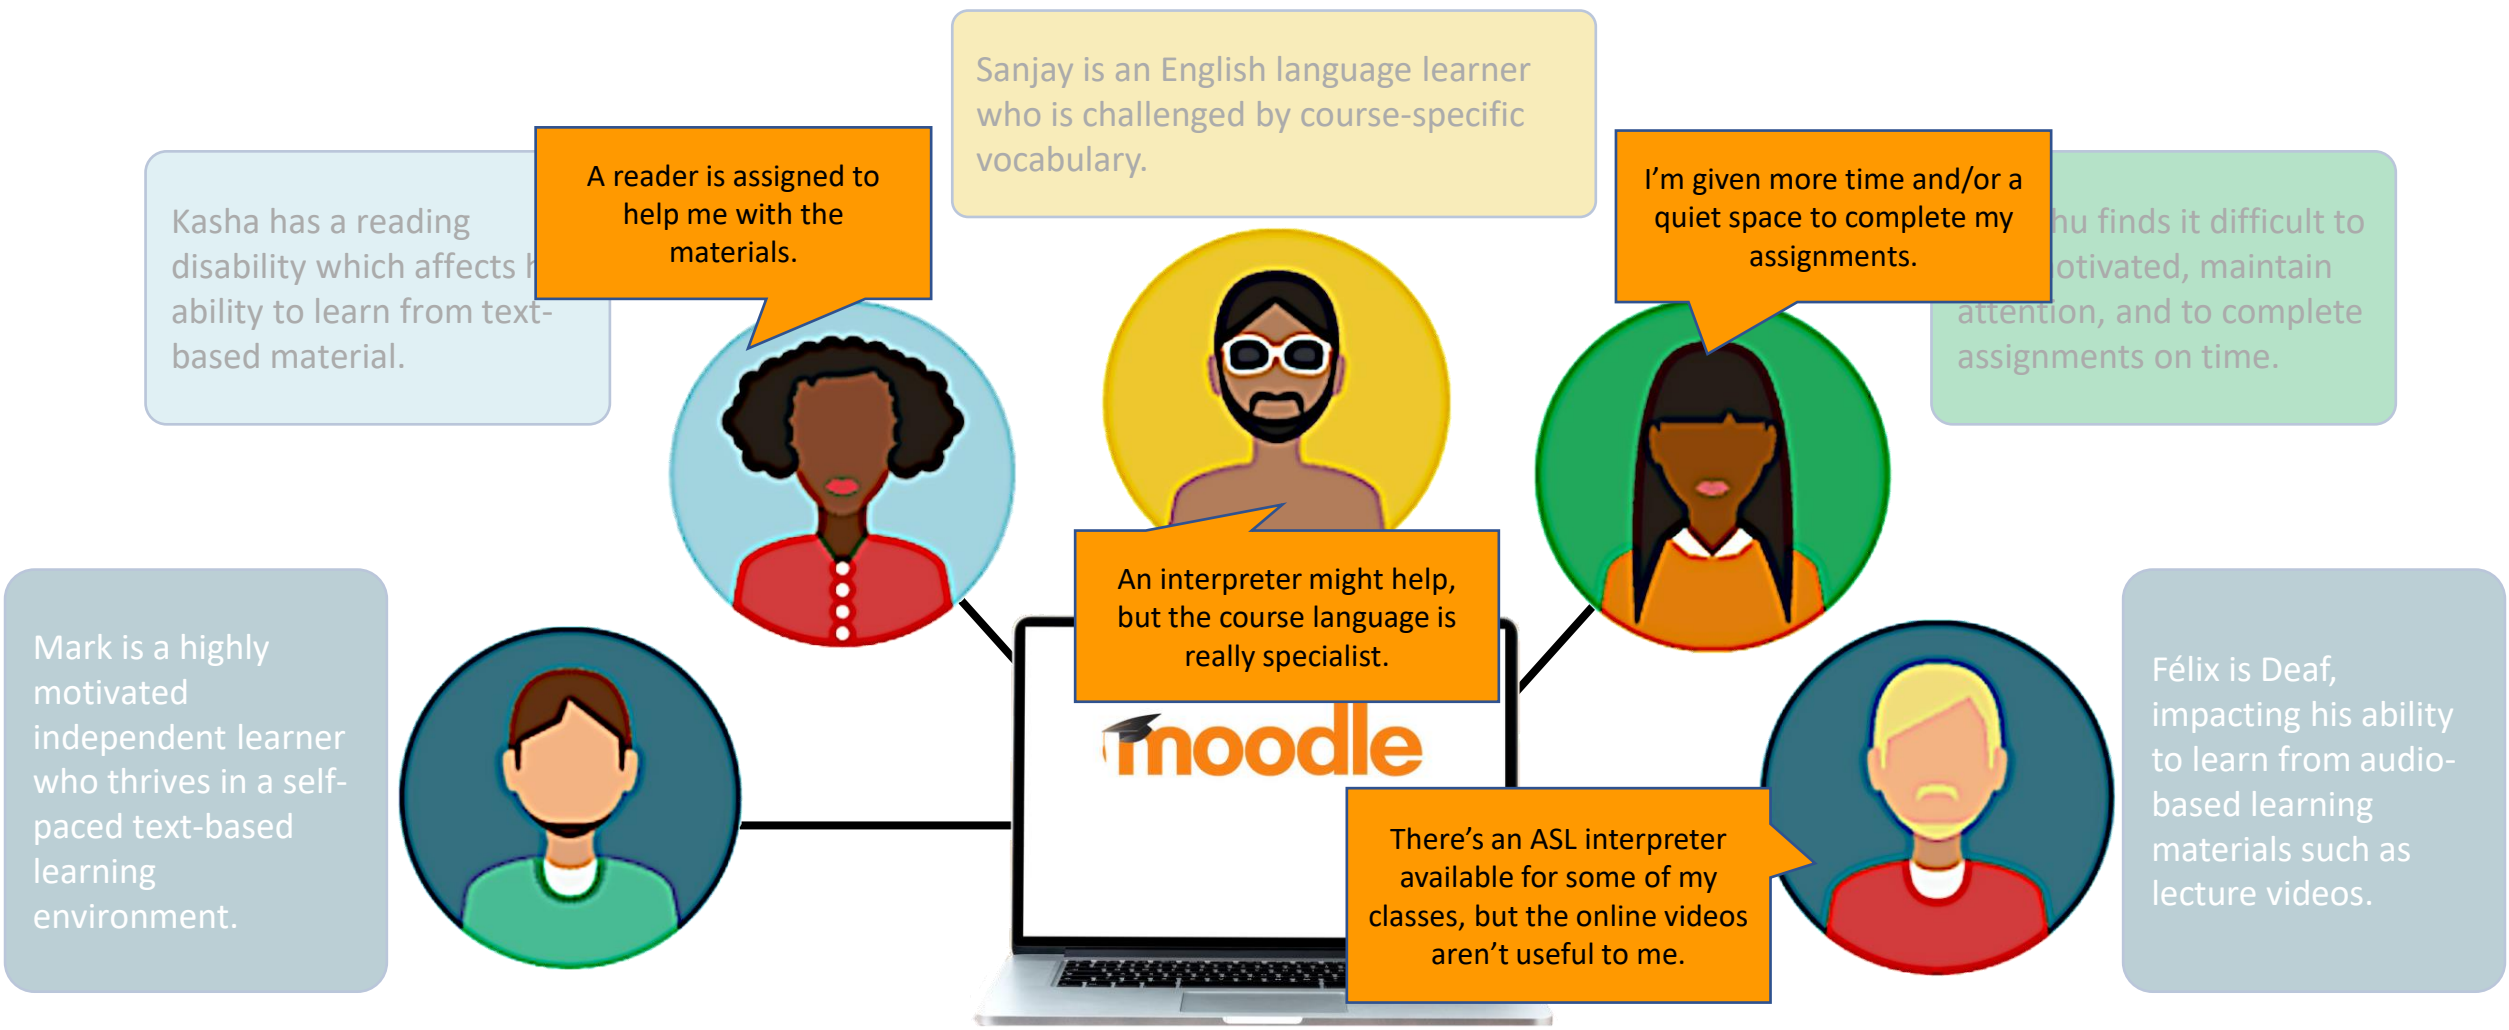 Sanjay is an English language learner
who is challenged by course-specific
vocabulary.
Kasha has a reading
disability which affects
ability to learn from text-
based material.
A reader is assigned to
help me with the
materials.
I'm given more time and/or a
quiet space to complete my
assignments.
finds it difficult to
maintain
attention, and to complete
assignments on time.
An interpreter might help,
but the course language is
really specialist.
Mark is a highly
motivated
independent learner
who thrives in a self-
paced text-based
learning
environment.
moodle
There's an ASL interpreter
available for some of my
classes, but the online videos
aren't useful to me.
Félix is Deaf,
impacting his ability
to learn from audio-
based learning
materials such as
lecture videos.